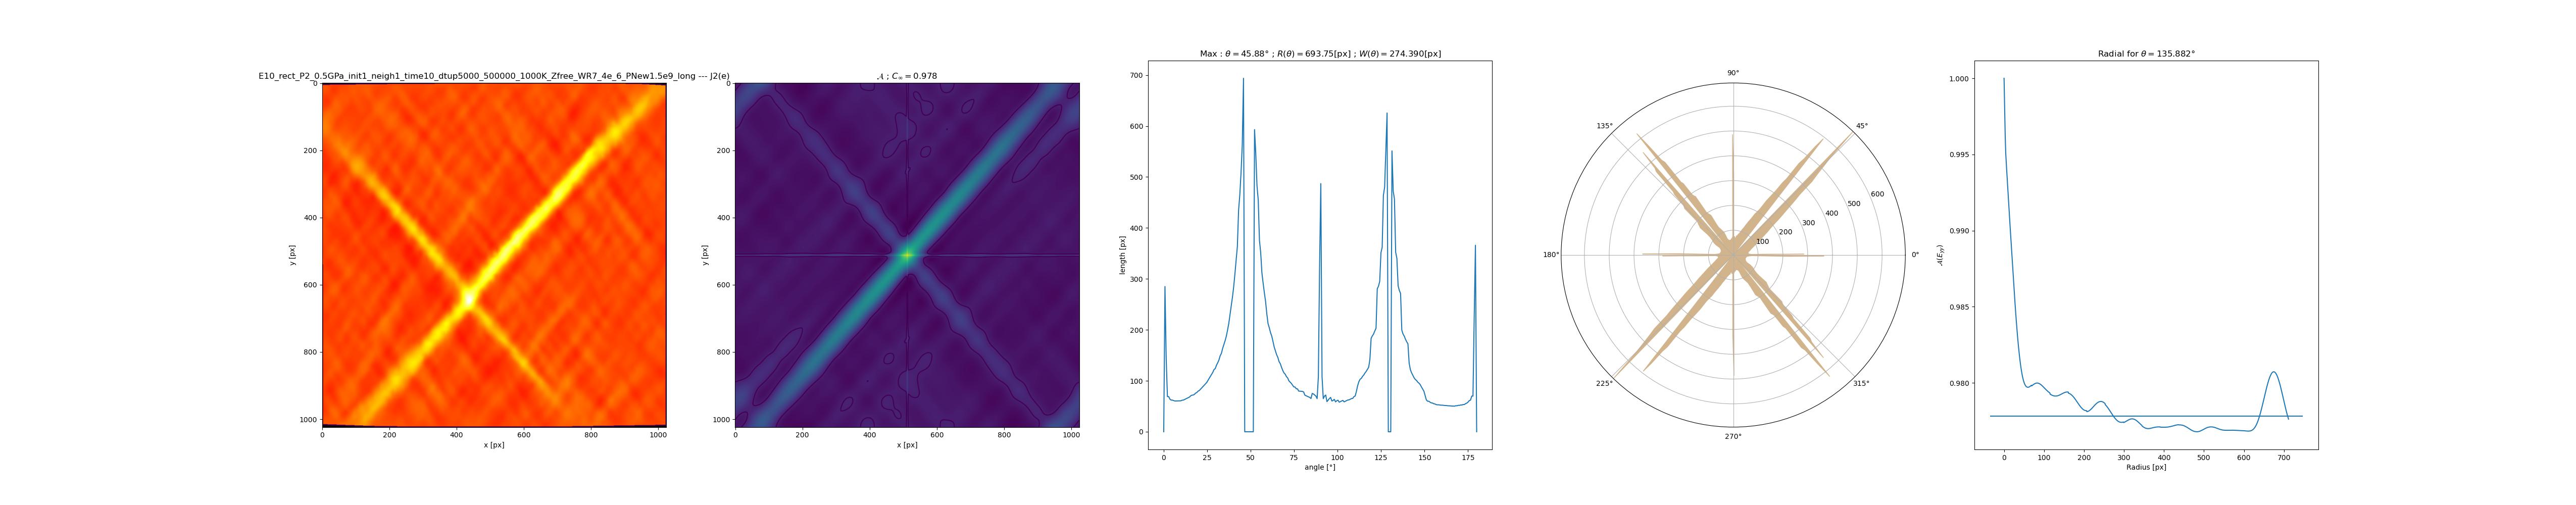 E10_rect_P2_0.5GPa_init1_neigh1_time10_dtup5000_500000_1000K_Zfree_WR7_4e_6_PNew1.5e9_long --- J2(e)
0
200
400
600
800
1000
y [px]
0 200 400 600 800 1000
x [px]
𝒜 ; C∞ = 0.978
0
200
400
600
800
1000
y [px]
0 200 400 600 800 1000
x [px]
Max : θ = 45.88° ; R(θ) = 693.75[px] ; W(θ) = 274.390[px]
700
600
500
400
300
200
100
0
length [px]
0 25 50 75 100 125 150 175
angle [°]
90°
135° 45°
600
500
400
300
200
100
180° 0°
225° 315°
270°
Radial for θ = 135.882°
1.000
0.995
0.990
0.985
0.980
𝒜(Eyy)
0 100 200 300 400 500 600 700
Radius [px]